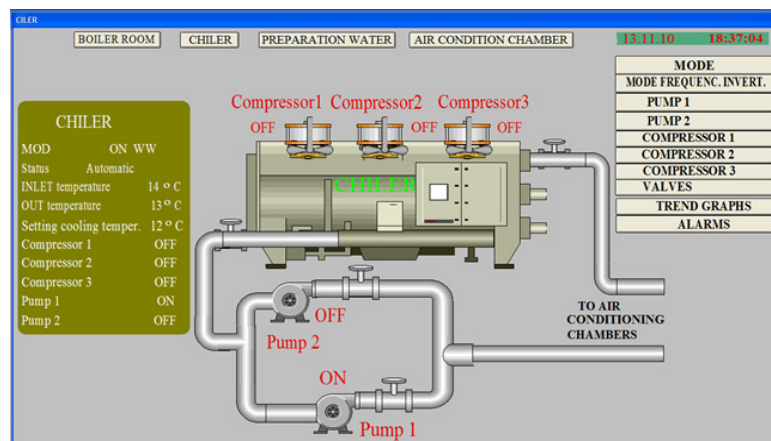 CILER
BOILER ROOM
CHILER
PREPARATION WATER
AIR CONDITION CHAMBER
13.11.10 18:37:04
MODE
MODE FREQUENC. INVERT.
PUMP 1
PUMP 2
COMPRESSOR 1
COMPRESSOR 2
COMPRESSOR 3
VALVES
TREND GRAPHS
ALARMS
Compressor1 Compressor2 Compressor3
OFF OFF OFF
CHILER
CHILER
MOD ON WW
Status Automatic
INLET temperature 14 º C
OUT temperature 13 º C
Setting cooling temper. 12 º C
Compressor 1 OFF
Compressor 2 OFF
Compressor 3 OFF
Pump 1 ON
Pump 2 OFF
OFF
Pump 2
ON
Pump 1
TO AIR
CONDITIONING
CHAMBERS